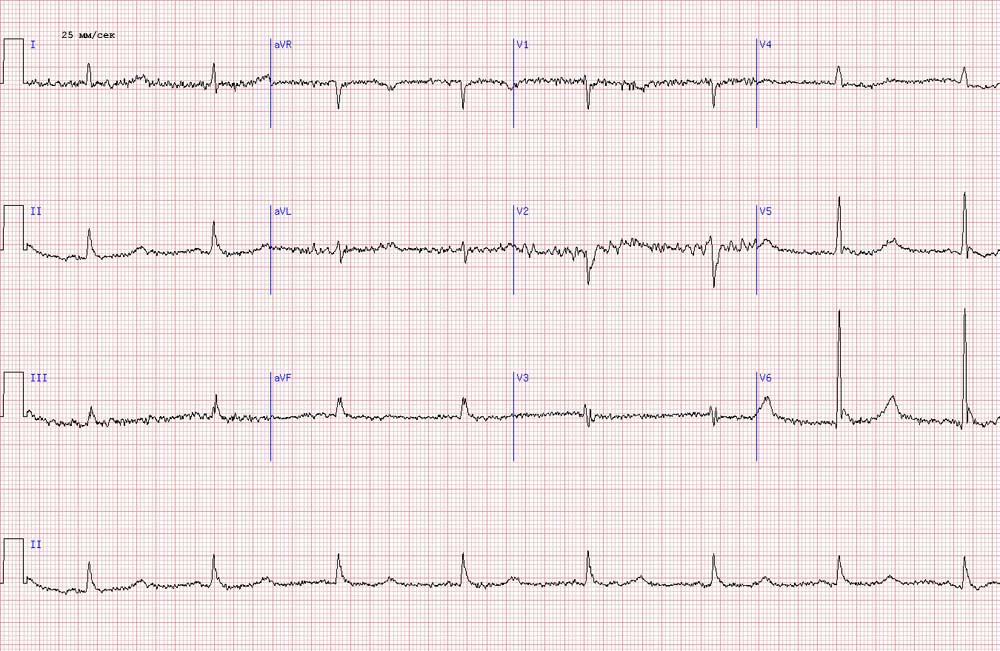 25 мм/сек
I aVR V1 V4
II aVL V2 V5
III aVF V3 V6
II